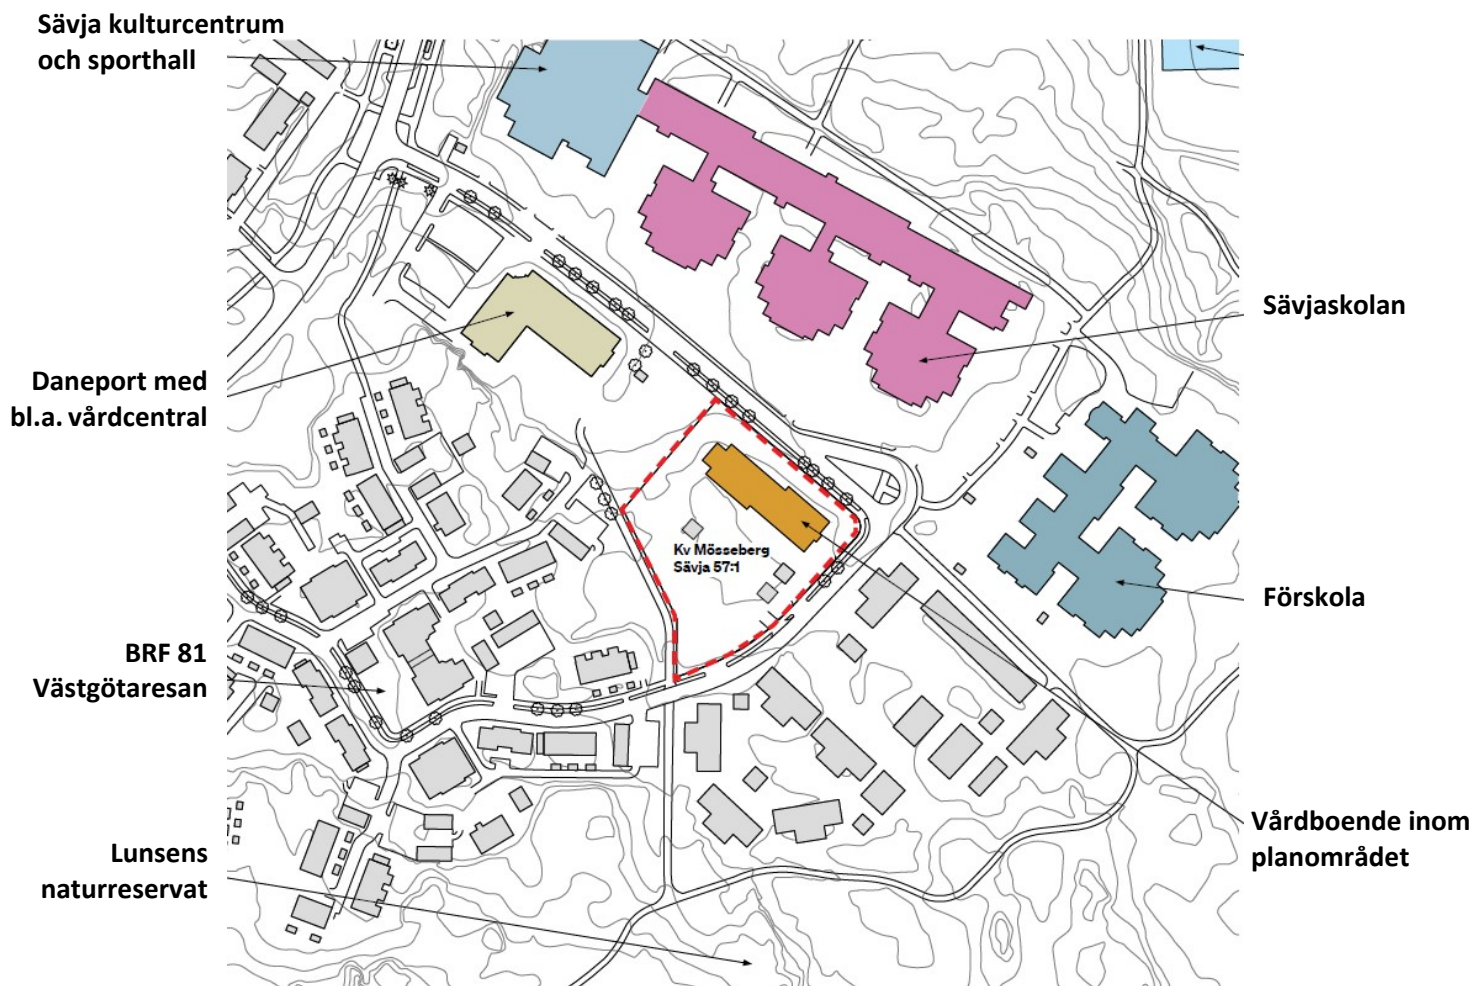 Sävja kulturcentrum
och sporthall
Sävjaskolan
Daneport med
bl.a. vårdcentral
Kv Mösseberg
Sävja 57:1
Förskola
BRF 81
Västgötaresan
Vårdboende inom
planområdet
Lunsens
naturreservat